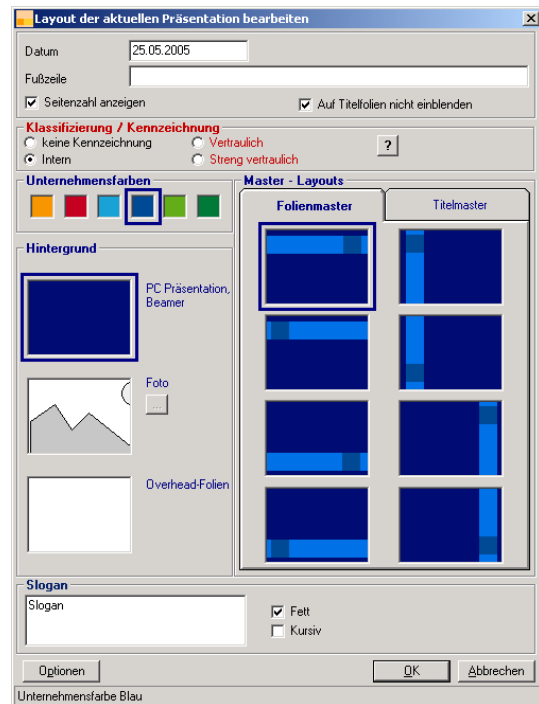 Layout der aktuellen Präsentation bearbeiten
Datum 25.05.2005
Fußzeile
Seitenzahl anzeigen Auf Titelfolien nicht einblenden
Klassifizierung / Kennzeichnung
keine Kennzeichnung Vertraulich ?
Intern Streng vertraulich
Unternehmensfarben Master - Layouts
Folienmaster Titelmaster
Hintergrund
PC Präsentation,
Beamer
Foto
...
Overhead-Folien
Slogan
Slogan
Fett
Kursiv
Optionen OK Abbrechen
Unternehmensfarbe Blau